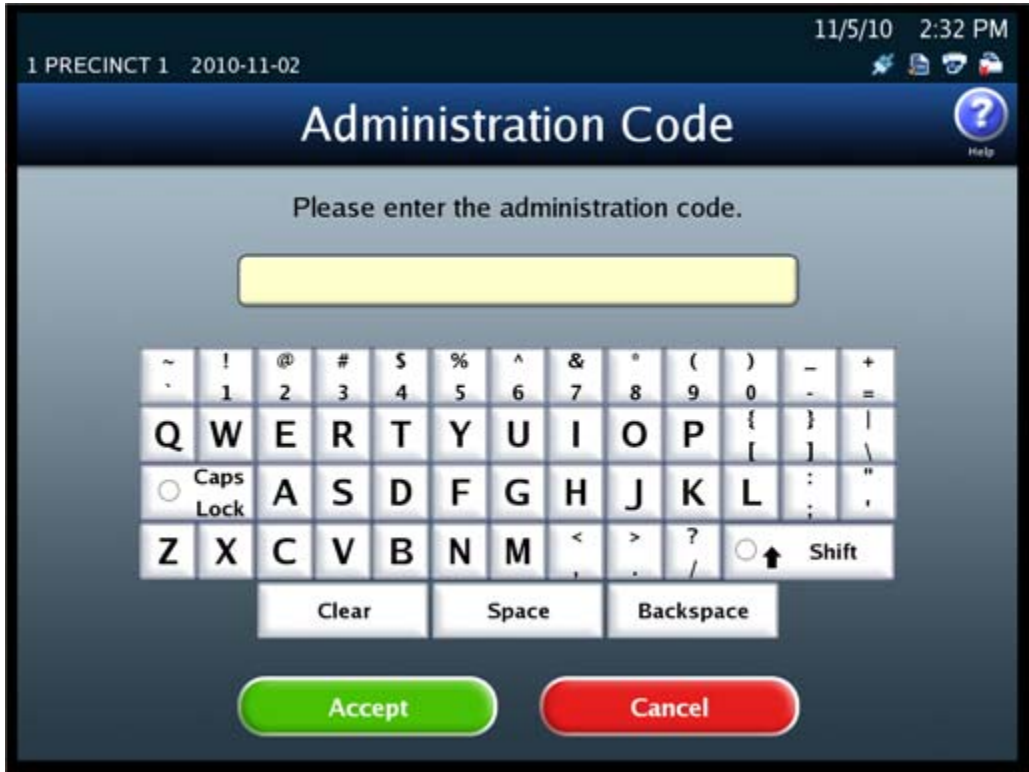 11/5/10 2:32 PM
1 PRECINCT 1 2010-11-02
Administration Code
Help
Please enter the administration code.
~ ! @ # $ % ^ & * ( ) _ +
` 1 2 3 4 5 6 7 8 9 0 - =
Q W E R T Y U I O P { } |
[ ] \
Caps Lock A S D F G H J K L : "
; '
Z X C V B N M < > ? Shift
, . /
Clear Space Backspace
Accept Cancel